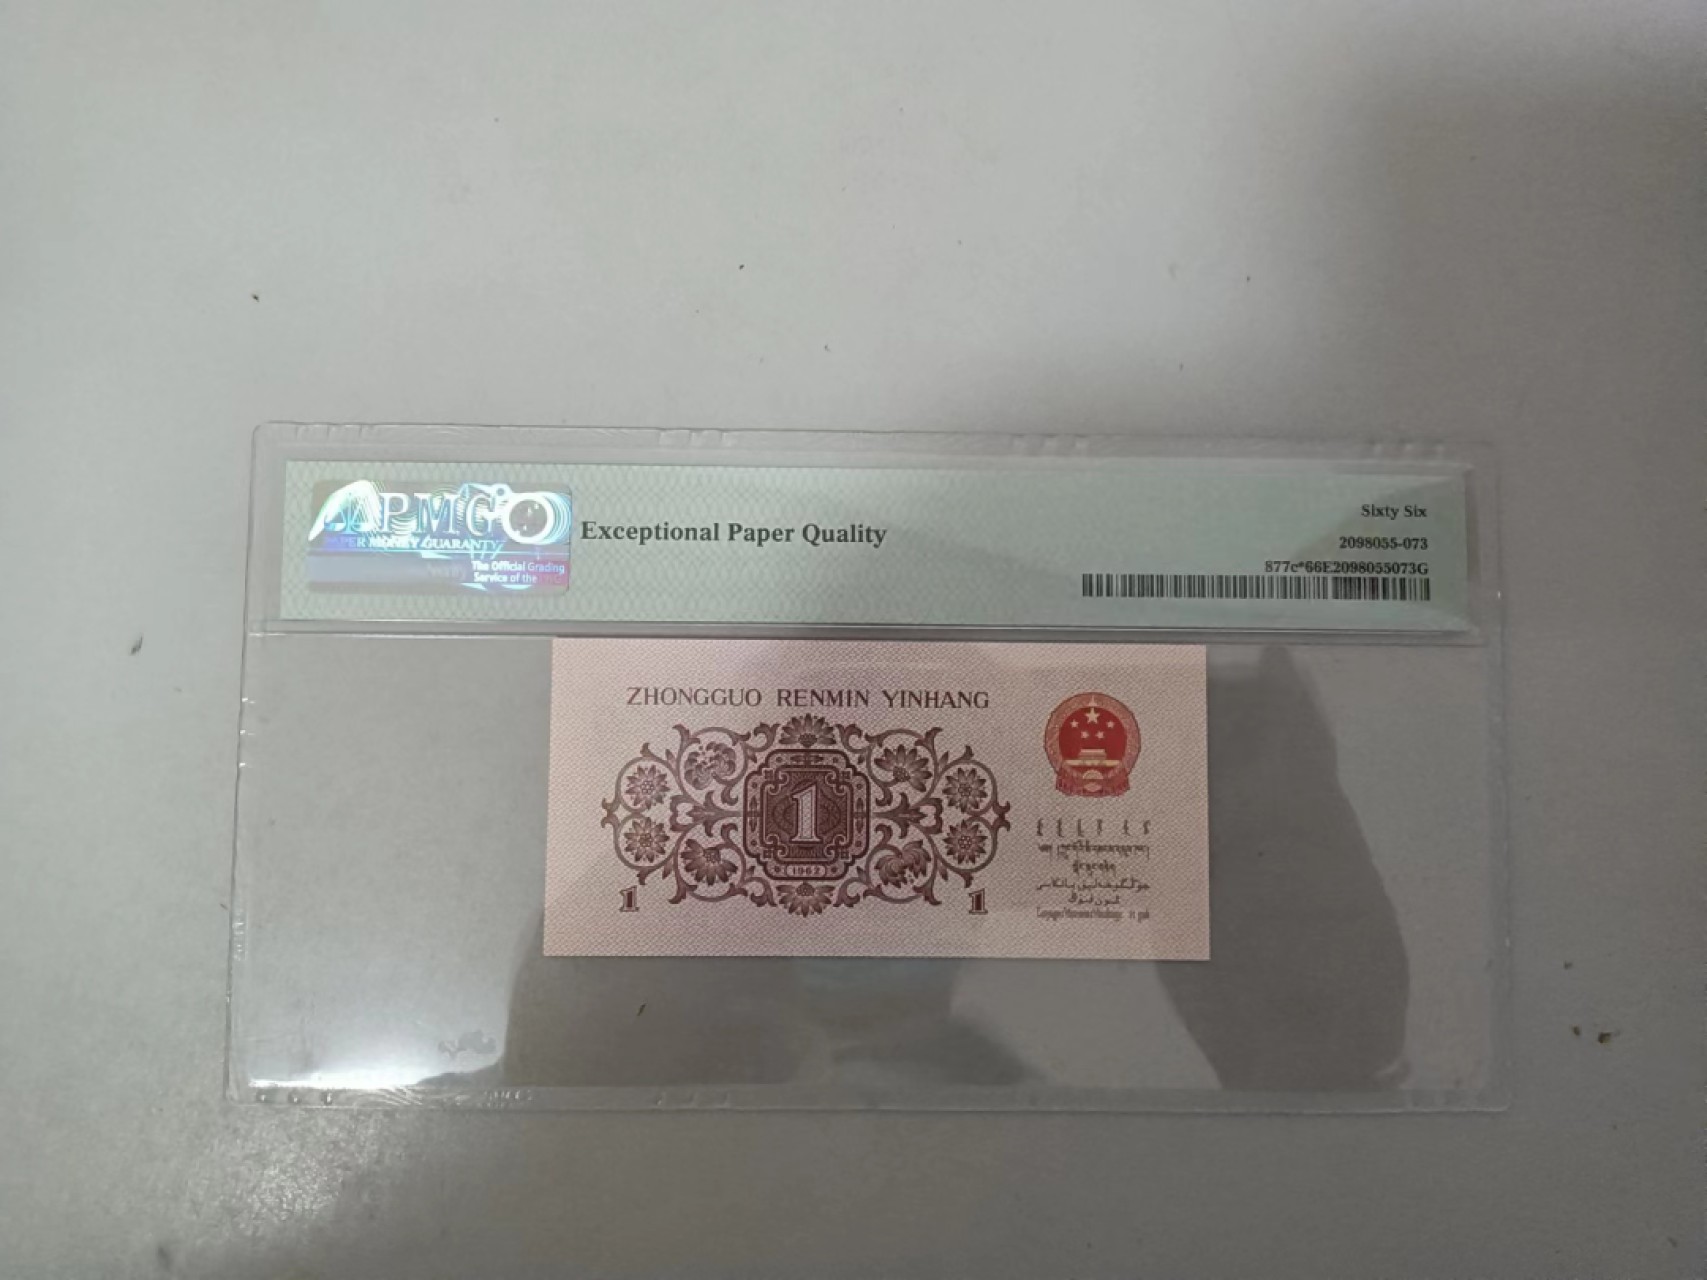 PMG
PAPER MONEY GUARANTY
The Official Grading
Service of the
Exceptional Paper Quality
Sixty Six
2098055-073
877c*66E2098055073G
ZHONGGUO RENMIN YINHANG
1
(1962)
1
1